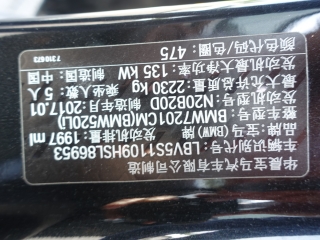 华晨宝马汽车有限公司制造
车辆识别代号: LBV5S1109HSL86953
品牌: 宝马 (BMW) 发动机排量: 1997 ml
型号: BMW7201CM(BMW520Li)
发动机型号: N20B20D 制造年月: 2017.01
最大允许总质量: 2230 kg 乘坐人数: 5 人
发动机最大净功率: 135 kW 制造国: 中国
颜色代码/色圈: 475
7310673